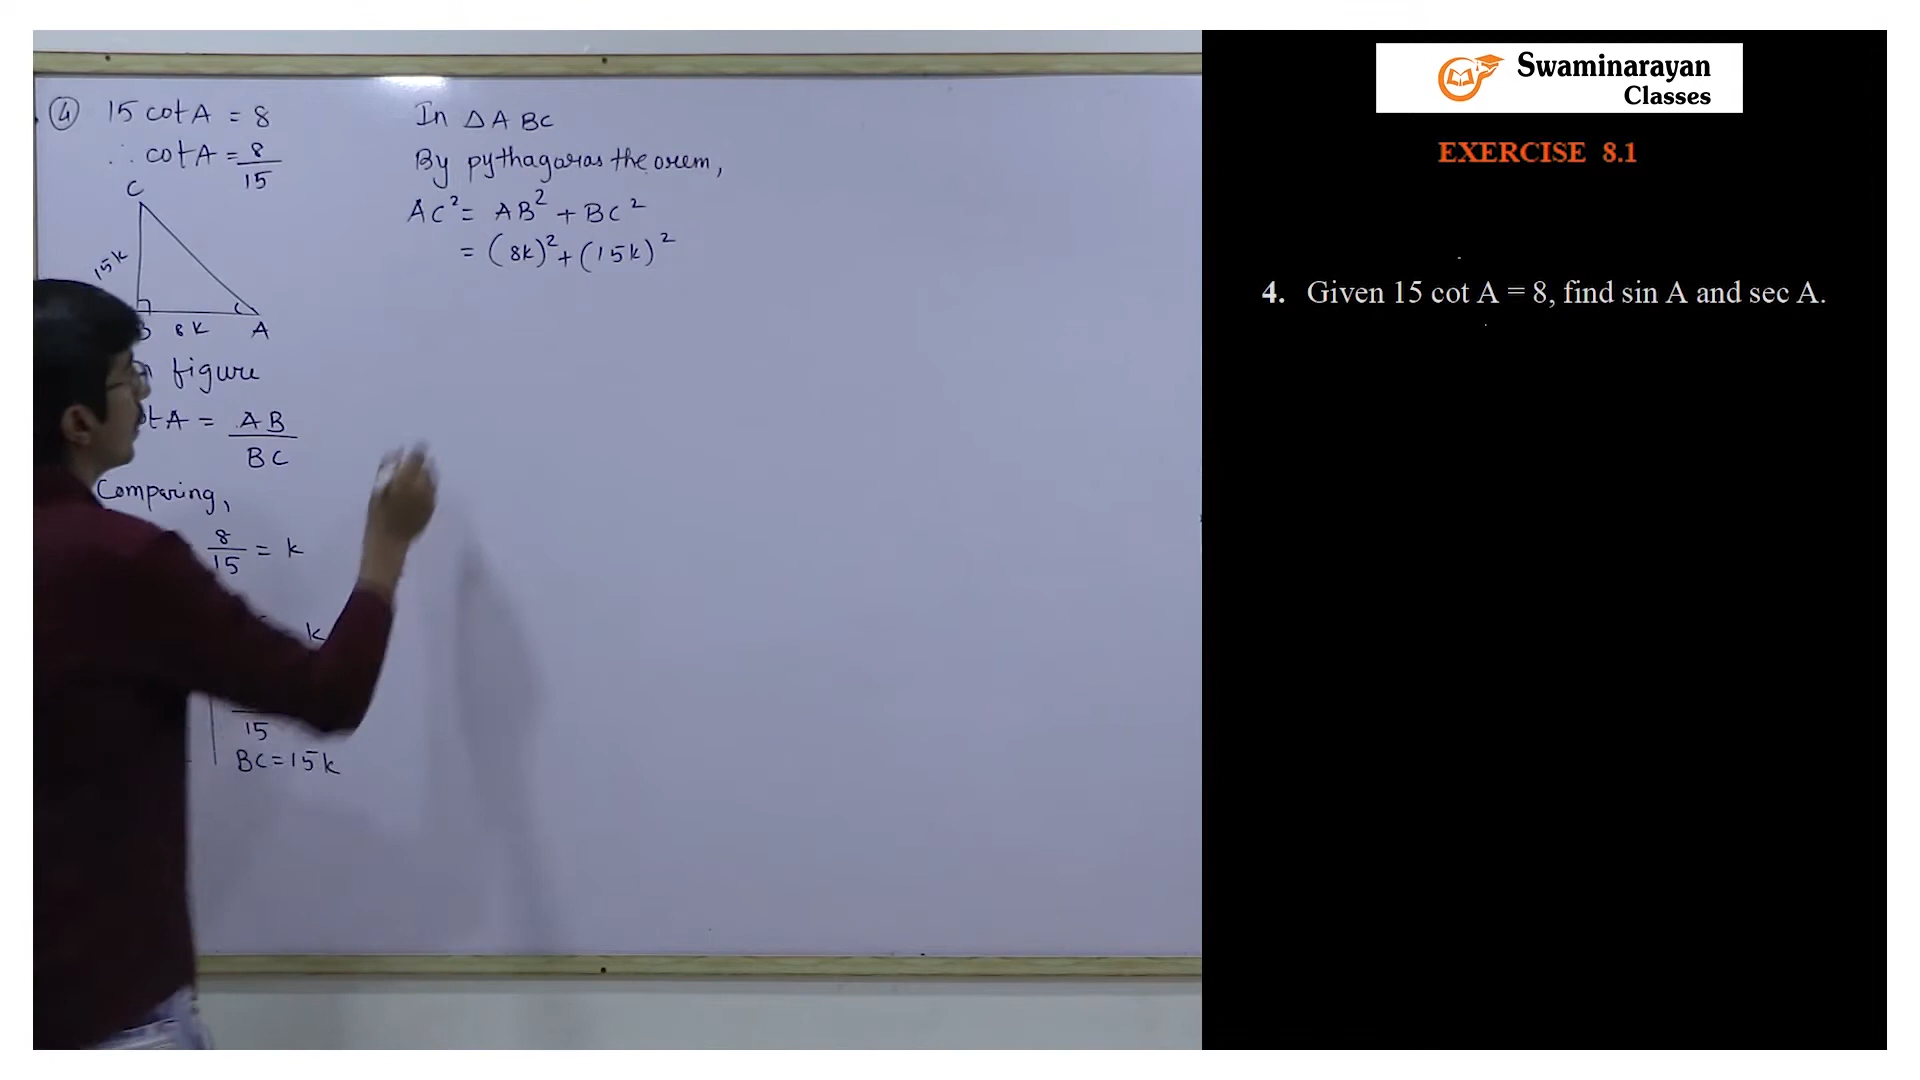 ④ 15 cot A = 8
∴ cot A = 8/15
C
15k
8k A
figure
tA = AB/BC
Comparing,
8/15 = k
k
15
BC = 15k
In △ABC
By pythagoras theorem,
AC² = AB² + BC²
= (8k)² + (15k)²
Swaminarayan
Classes
EXERCISE 8.1
4. Given 15 cot A = 8, find sin A and sec A.